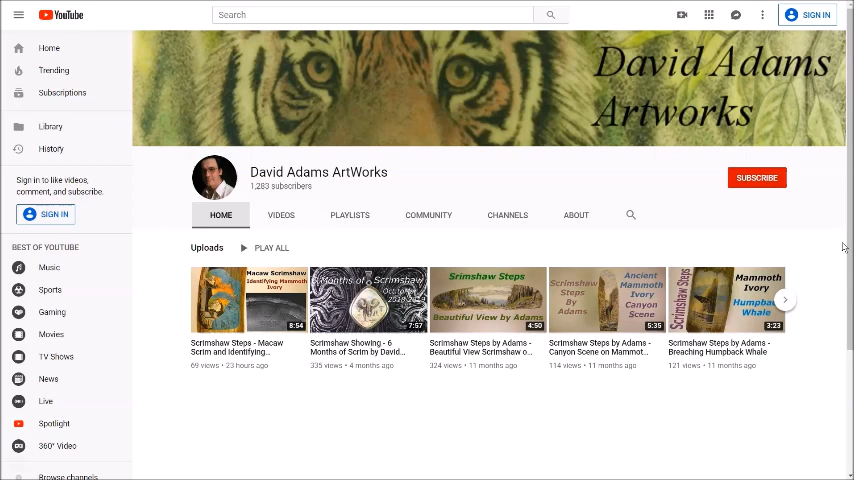 YouTube
Search
SIGN IN
Home
Trending
Subscriptions
Library
History
Sign in to like videos,
comment, and subscribe.
SIGN IN
BEST OF YOUTUBE
Music
Sports
Gaming
Movies
TV Shows
News
Live
Spotlight
360° Video
Browse channels
David Adams
Artworks
David Adams ArtWorks
1,283 subscribers
SUBSCRIBE
HOME
VIDEOS
PLAYLISTS
COMMUNITY
CHANNELS
ABOUT
Uploads
PLAY ALL
Macaw Scrimshaw
Identifying Mammoth
Ivory
8:54
Scrimshaw Steps - Macaw
Scrim and Identifying...
69 views • 23 hours ago
Months of Scrimshaw
7:57
Scrimshaw Showing - 6
Months of Scrim by David...
335 views • 4 months ago
Srimshaw Steps
Beautiful View by Adams
4:50
Scrimshaw Steps by Adams -
Beautiful View Scrimshaw o...
324 views • 11 months ago
Scrimshaw
Steps
By
Adams
Ancient
Mammoth
Ivory
Canyon
Scene
5:35
Scrimshaw Steps by Adams -
Canyon Scene on Mammot...
114 views • 11 months ago
Scrimshaw Steps
Mammoth
Ivory
Humpback
Whale
3:23
Scrimshaw Steps by Adams -
Breaching Humpback Whale
121 views • 11 months ago